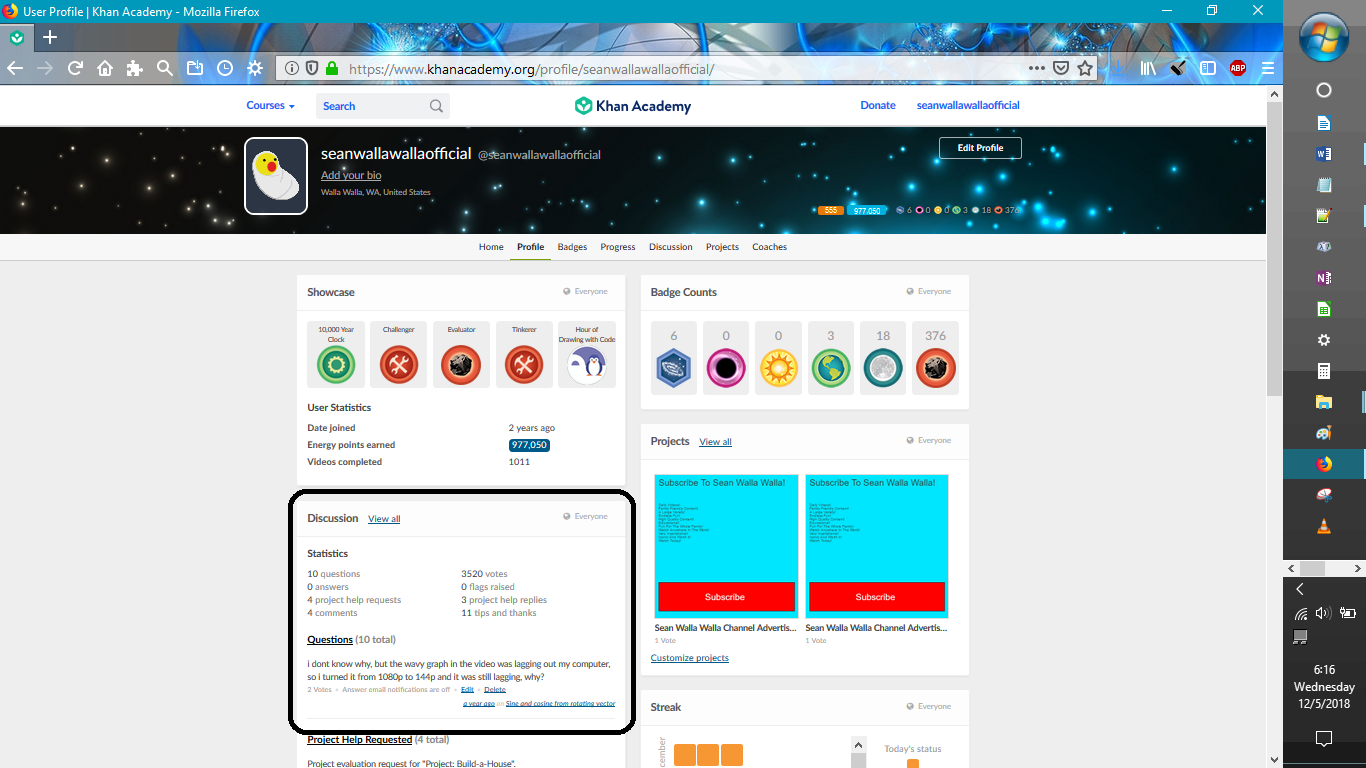 User Profile | Khan Academy - Mozilla Firefox
https://www.khanacademy.org/profile/seanwallawallaofficial/
ABP
Courses
Search
Khan Academy
Donate
seanwallawallaofficial
seanwallawallaofficial @seanwallawallaofficial
Edit Profile
Add your bio
Walla Walla, WA, United States
555 977,050 6 0 0 3 18 376
Home Profile Badges Progress Discussion Projects Coaches
Showcase Everyone
10,000 Year Clock
Challenger
Evaluator
Tinkerer
Hour of Drawing with Code
User Statistics
Date joined 2 years ago
Energy points earned 977,050
Videos completed 1011
Badge Counts Everyone
6 0 0 3 18 376
Discussion View all Everyone
Statistics
10 questions 3520 votes
0 answers 0 flags raised
4 project help requests 3 project help replies
4 comments 11 tips and thanks
Questions (10 total)
i dont know why, but the wavy graph in the video was lagging out my computer,
so i turned it from 1080p to 144p and it was still lagging, why?
2 Votes • Answer email notifications are off • Edit • Delete
a year ago on Sine and cosine from rotating vector
Project Help Requested (4 total)
Project evaluation request for "Project: Build-a-House".
Projects View all Everyone
Subscribe To Sean Walla Walla!
Subscribe
Sean Walla Walla Channel Advertis...
1 Vote
Subscribe To Sean Walla Walla!
Subscribe
Sean Walla Walla Channel Advertis...
1 Vote
Customize projects
Streak Everyone
Today's status
6:16
Wednesday
12/5/2018